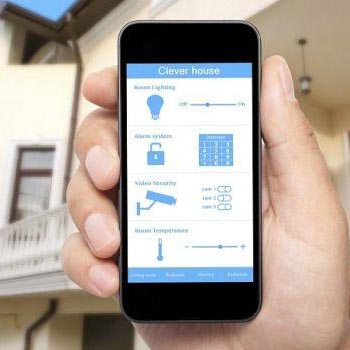 Clever house
Room Lighting
Off
On
Alarm system
1 2 3
4 5 6
7 8 9
* 0 #
Video Security
cam 1
cam 2
cam 3
Room Temperature
- +
Living room Bedroom Nursery Bathroom